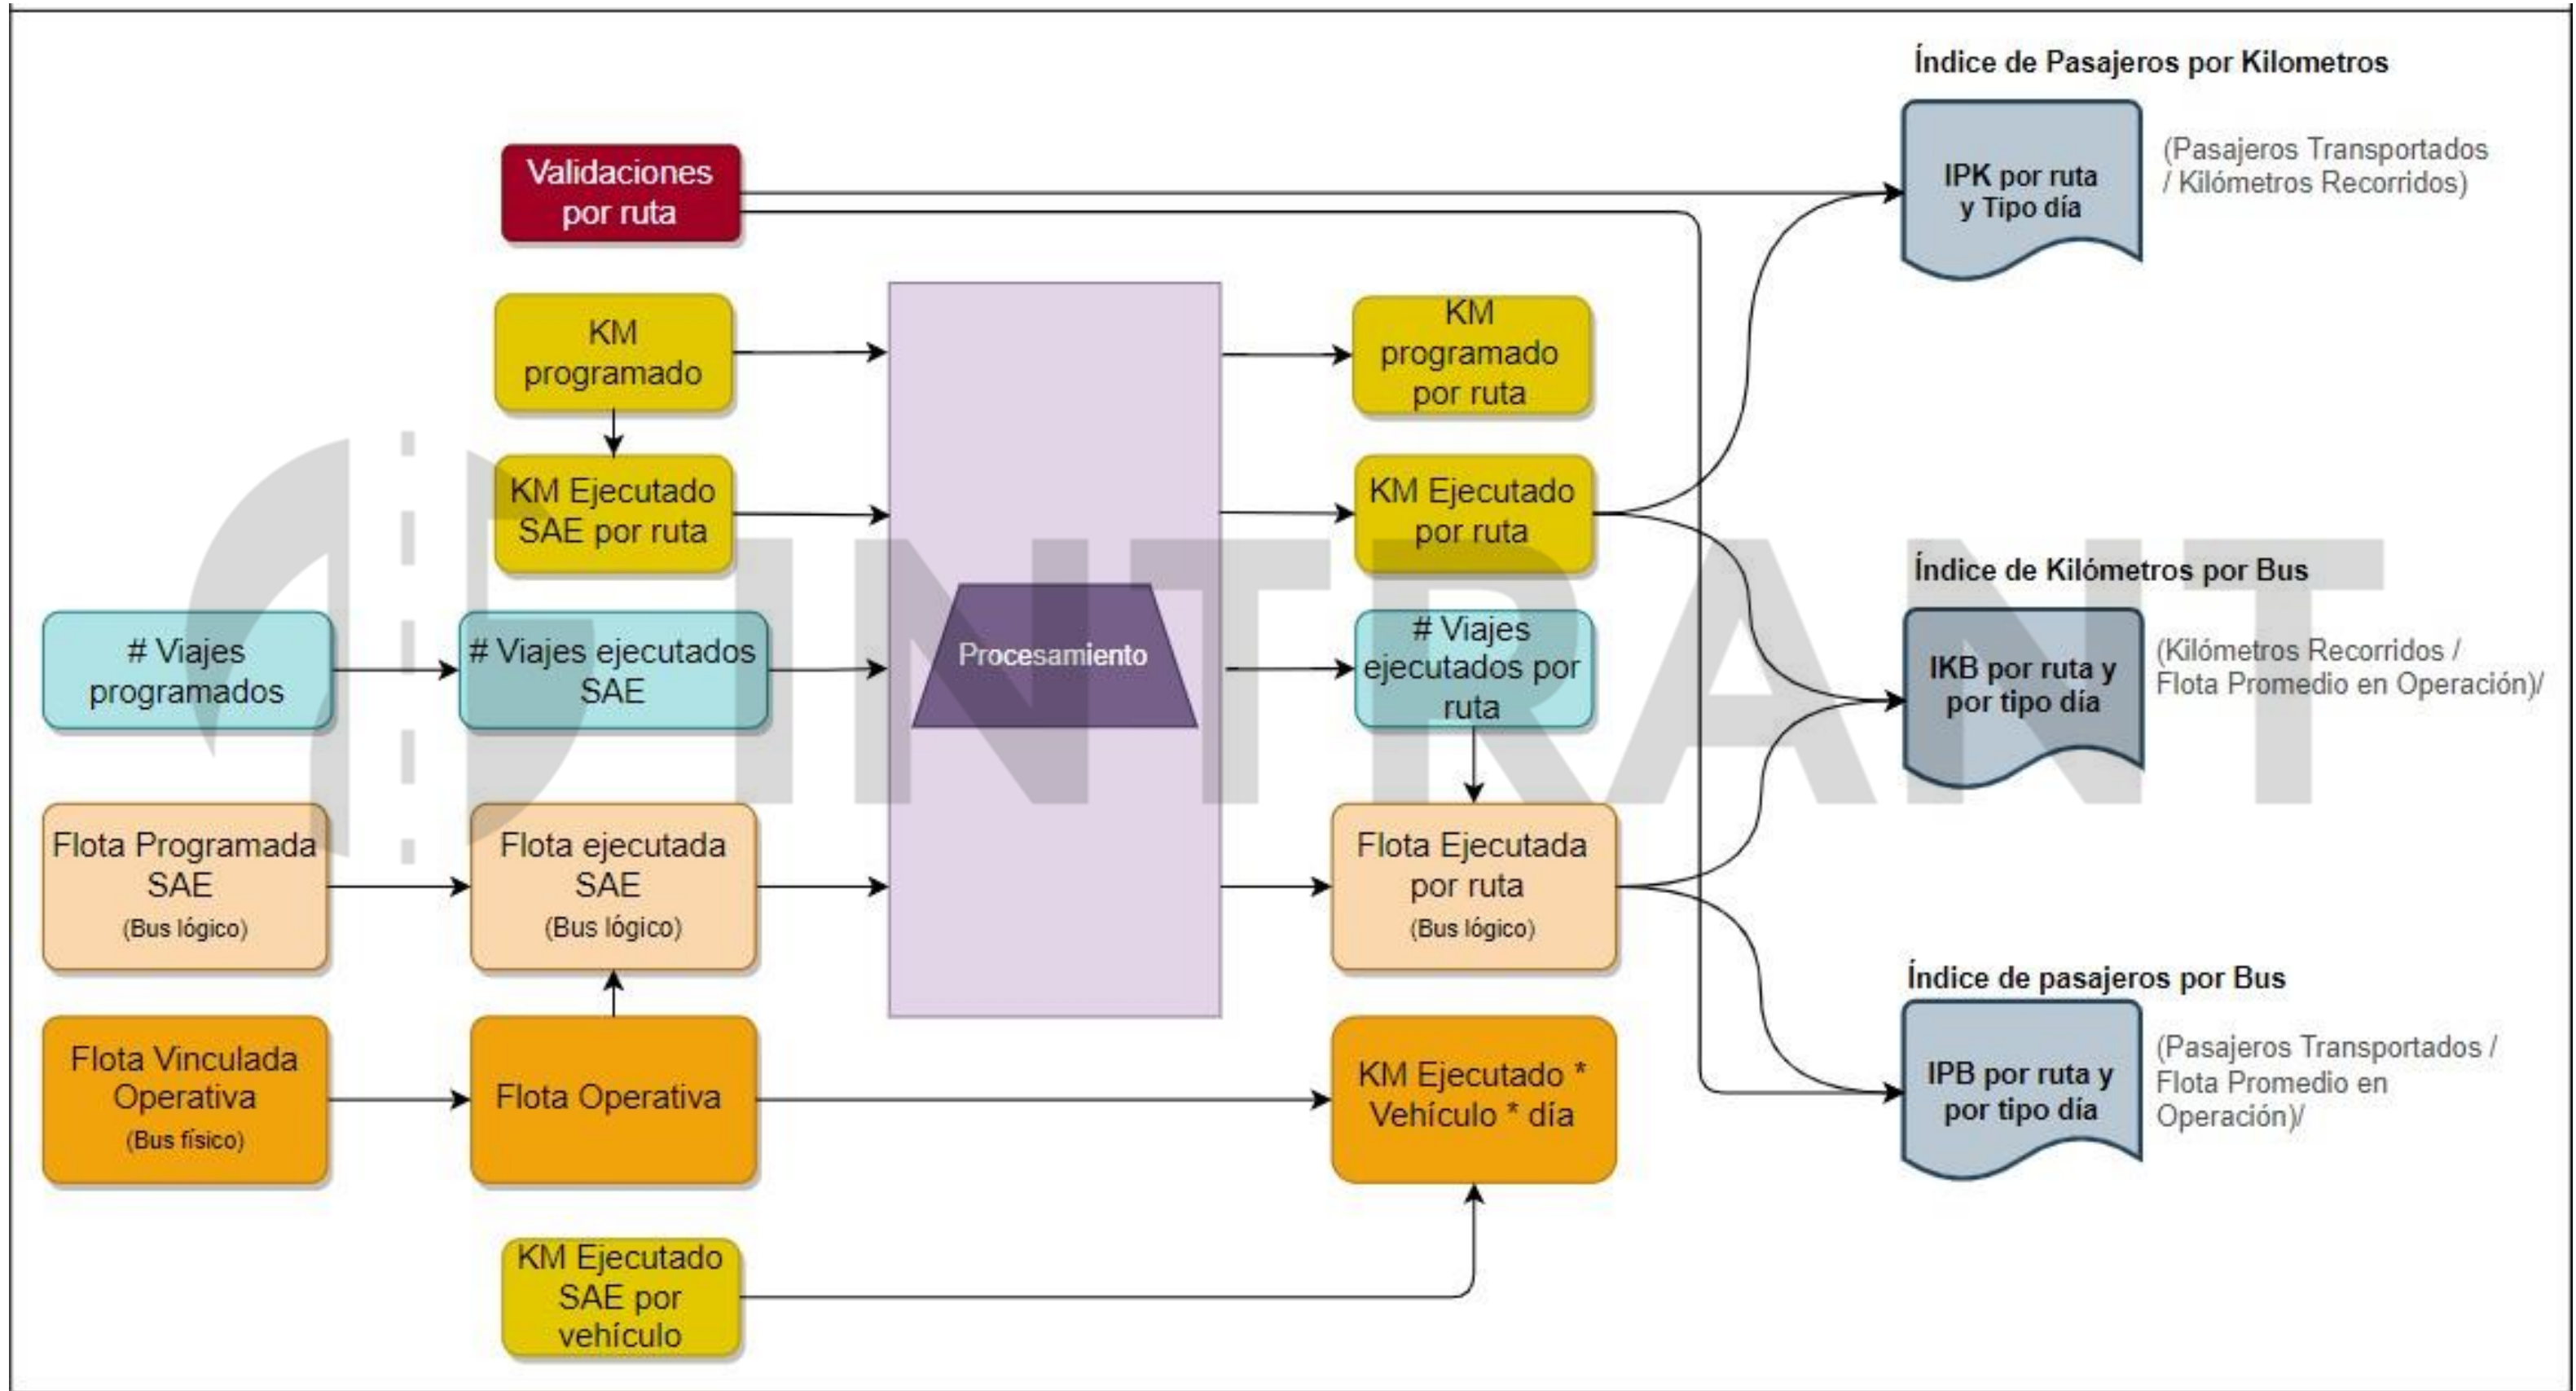 Índice de Pasajeros por Kilometros
Validaciones
por ruta
IPK por ruta
y Tipo día
(Pasajeros Transportados
/ Kilómetros Recorridos)
KM
programado
KM
programado
por ruta
KM Ejecutado
SAE por ruta
KM Ejecutado
por ruta
Índice de Kilómetros por Bus
# Viajes
programados
# Viajes ejecutados
SAE
Procesamiento
# Viajes
ejecutados por
ruta
IKB por ruta y
por tipo día
(Kilómetros Recorridos /
Flota Promedio en Operación)/
INTRANT
Flota Programada
SAE
(Bus lógico)
Flota ejecutada
SAE
(Bus lógico)
Flota Ejecutada
por ruta
(Bus lógico)
Índice de pasajeros por Bus
Flota Vinculada
Operativa
(Bus físico)
Flota Operativa
KM Ejecutado *
Vehículo * día
IPB por ruta y
por tipo día
(Pasajeros Transportados /
Flota Promedio en
Operación)/
KM Ejecutado
SAE por
vehículo